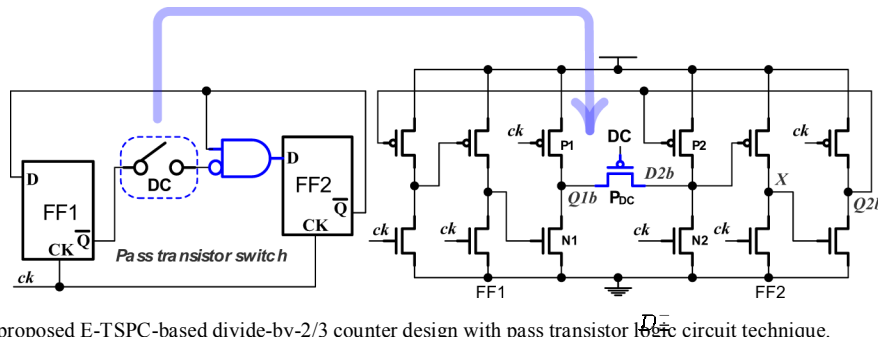 ck
P1
DC
P2
ck
D
DC
D
X
D2b
Q1b
PDC
Q2b
FF1
FF2
Q
Q
CK
CK
Pass transistor switch
ck
ck
ck
N1
ck
N2
ck
ck
FF1
FF2
proposed E-TSPC-based divide-by-2/3 counter design with pass transistor logic circuit technique.